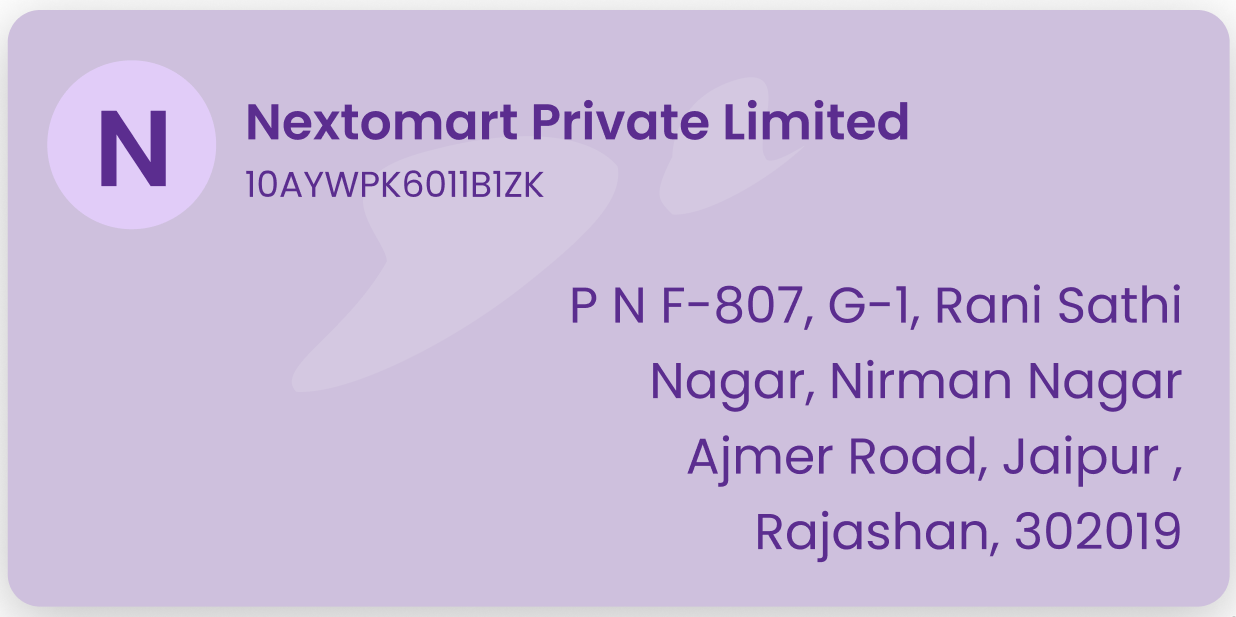 N
Nextomart Private Limited
10AYWPK6011B1ZK
P N F-807, G-1, Rani Sathi
Nagar, Nirman Nagar
Ajmer Road, Jaipur ,
Rajashan, 302019